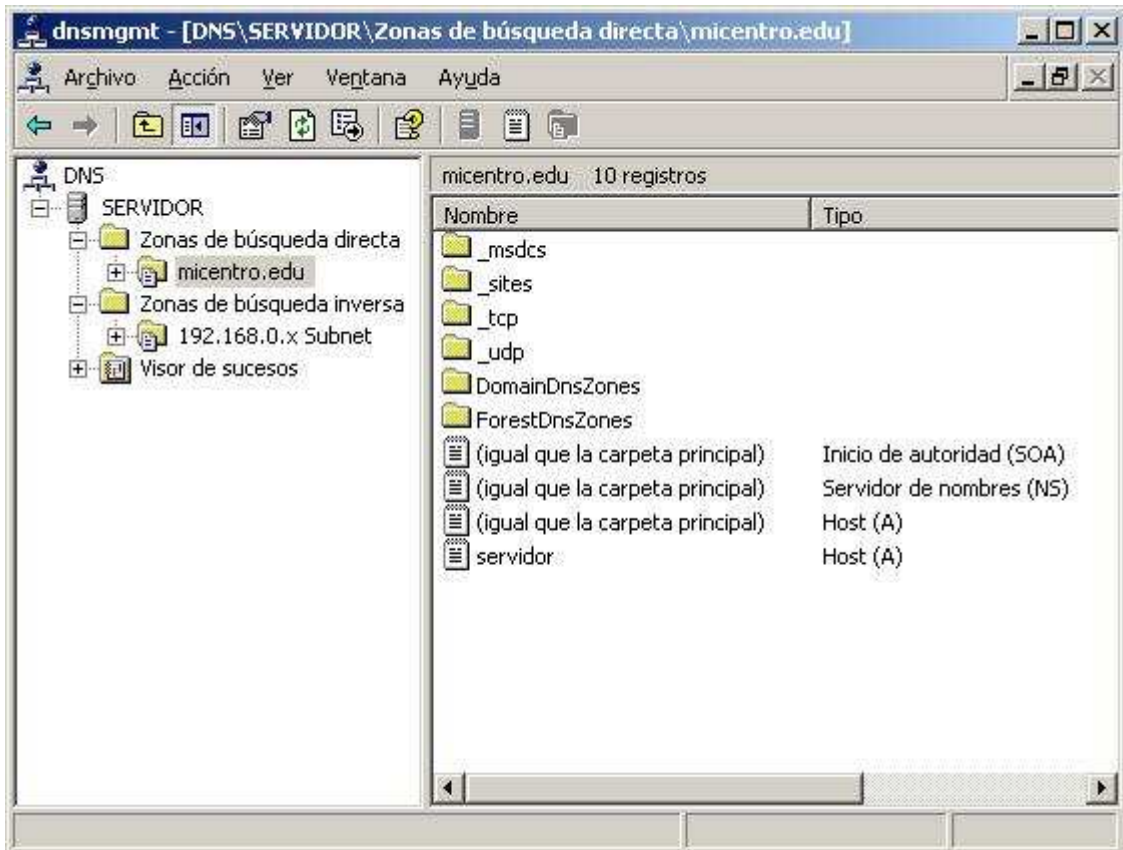 dnsmgmt - [DNS\SERVIDOR\Zonas de búsqueda directa\micentro.edu]
Archivo Acción Ver Ventana Ayuda
DNS
SERVIDOR
Zonas de búsqueda directa
micentro.edu
Zonas de búsqueda inversa
192.168.0.x Subnet
Visor de sucesos
micentro.edu 10 registros
Nombre Tipo
_msdcs
_sites
_tcp
_udp
DomainDnsZones
ForestDnsZones
(igual que la carpeta principal) Inicio de autoridad (SOA)
(igual que la carpeta principal) Servidor de nombres (NS)
(igual que la carpeta principal) Host (A)
servidor Host (A)